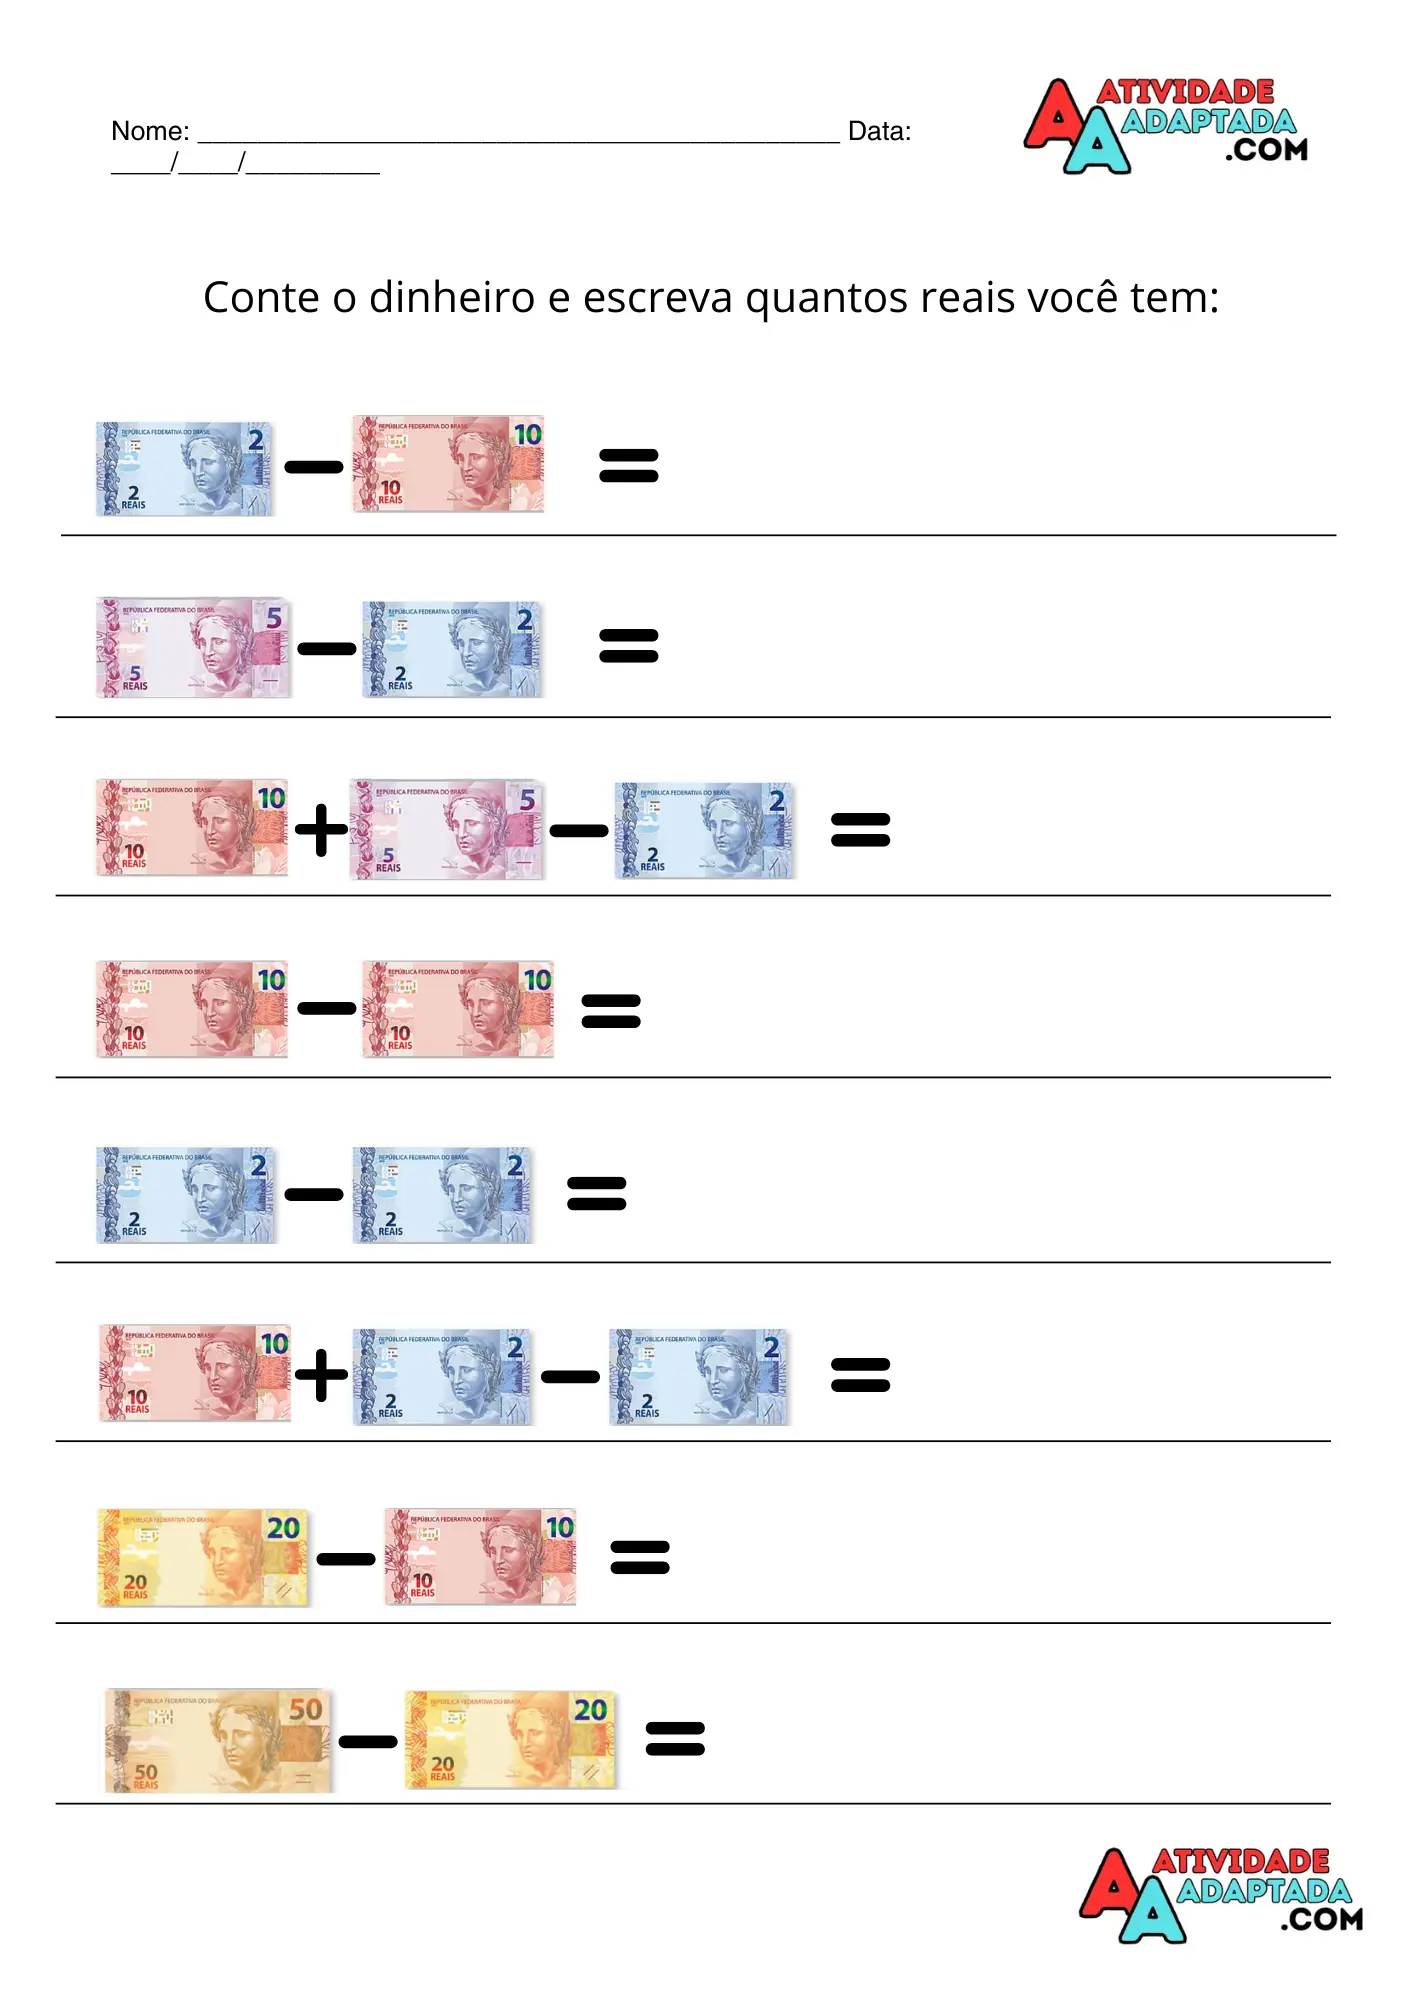 Nome: ___________________________________________ Data:
____/____/_________
ATIVIDADE
ADAPTADA
.COM
Conte o dinheiro e escreva quantos reais você tem:
REPÚBLICA FEDERATIVA DO BRASIL 2 − REPÚBLICA FEDERATIVA DO BRASIL 10 =
2 REAIS 10 REAIS
REPÚBLICA FEDERATIVA DO BRASIL 5 − REPÚBLICA FEDERATIVA DO BRASIL 2 =
5 REAIS 2 REAIS
REPÚBLICA FEDERATIVA DO BRASIL 10 + REPÚBLICA FEDERATIVA DO BRASIL 5 − REPÚBLICA FEDERATIVA DO BRASIL 2 =
10 REAIS 5 REAIS 2 REAIS
REPÚBLICA FEDERATIVA DO BRASIL 10 − REPÚBLICA FEDERATIVA DO BRASIL 10 =
10 REAIS 10 REAIS
REPÚBLICA FEDERATIVA DO BRASIL 2 − REPÚBLICA FEDERATIVA DO BRASIL 2 =
2 REAIS 2 REAIS
REPÚBLICA FEDERATIVA DO BRASIL 10 + REPÚBLICA FEDERATIVA DO BRASIL 2 − REPÚBLICA FEDERATIVA DO BRASIL 2 =
10 REAIS 2 REAIS 2 REAIS
REPÚBLICA FEDERATIVA DO BRASIL 20 − REPÚBLICA FEDERATIVA DO BRASIL 10 =
20 REAIS 10 REAIS
REPÚBLICA FEDERATIVA DO BRASIL 50 − REPÚBLICA FEDERATIVA DO BRASIL 20 =
50 REAIS 20 REAIS
ATIVIDADE
ADAPTADA
.COM